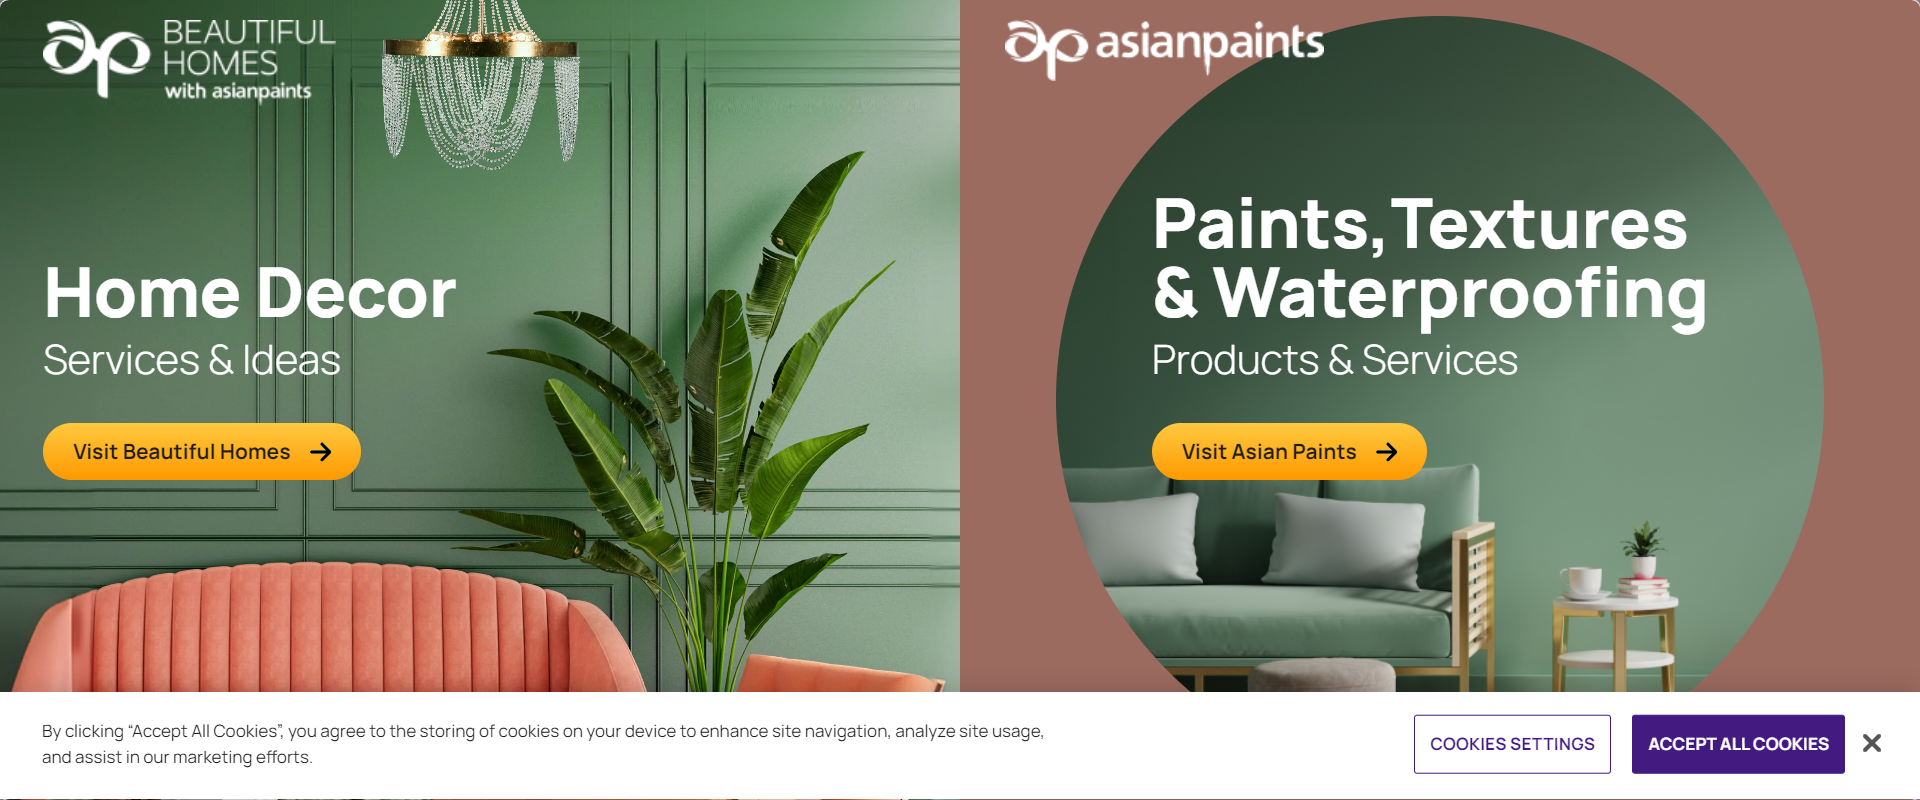 ap BEAUTIFUL
HOMES
with asianpaints
Home Decor
Services & Ideas
Visit Beautiful Homes
ap asianpaints
Paints,Textures
& Waterproofing
Products & Services
Visit Asian Paints
By clicking “Accept All Cookies”, you agree to the storing of cookies on your device to enhance site navigation, analyze site usage,
and assist in our marketing efforts.
COOKIES SETTINGS
ACCEPT ALL COOKIES